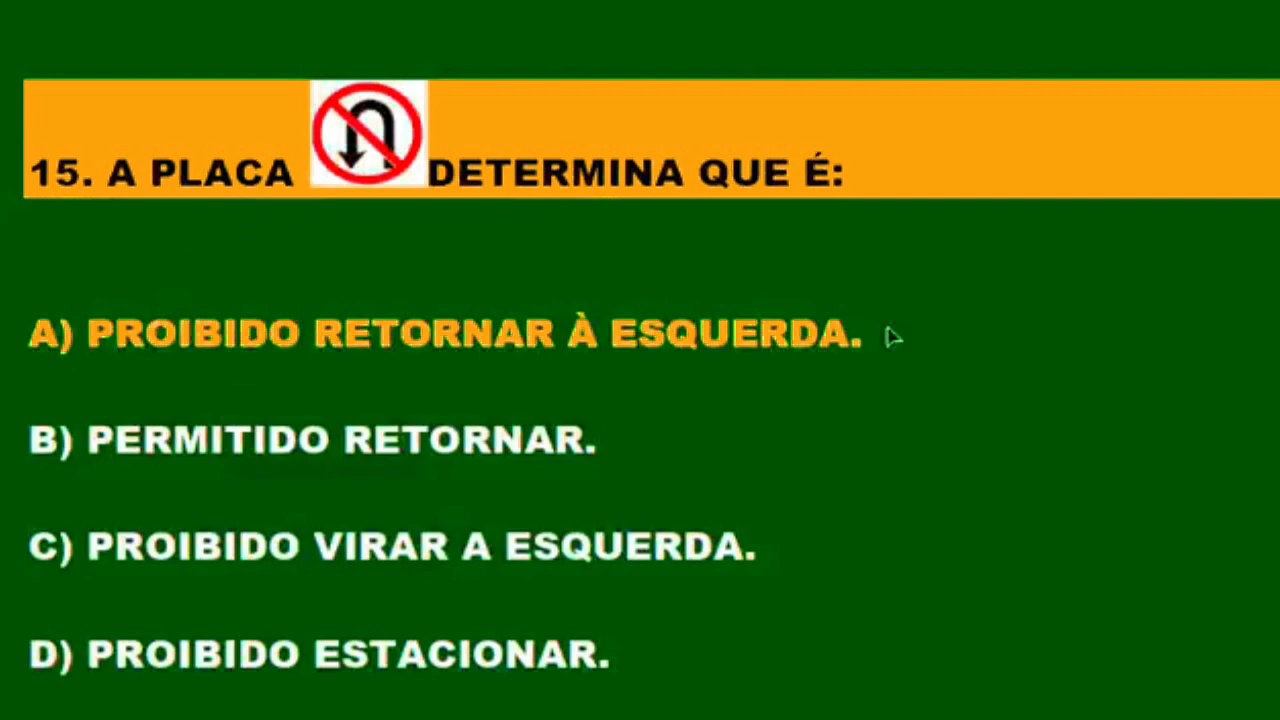 15. A PLACA DETERMINA QUE É:
A) PROIBIDO RETORNAR À ESQUERDA.
B) PERMITIDO RETORNAR.
C) PROIBIDO VIRAR A ESQUERDA.
D) PROIBIDO ESTACIONAR.